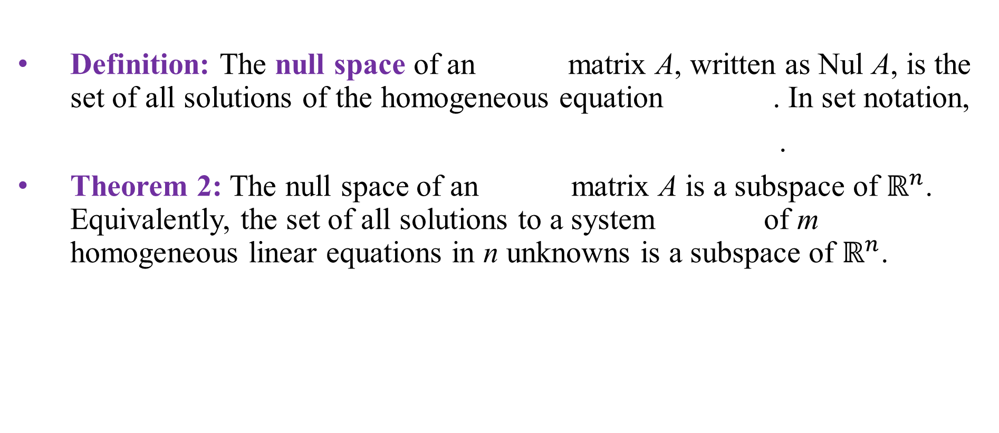 • Definition: The null space of an matrix A, written as Nul A, is the
set of all solutions of the homogeneous equation . In set notation,
.
• Theorem 2: The null space of an matrix A is a subspace of ℝⁿ.
Equivalently, the set of all solutions to a system of m
homogeneous linear equations in n unknowns is a subspace of ℝⁿ.